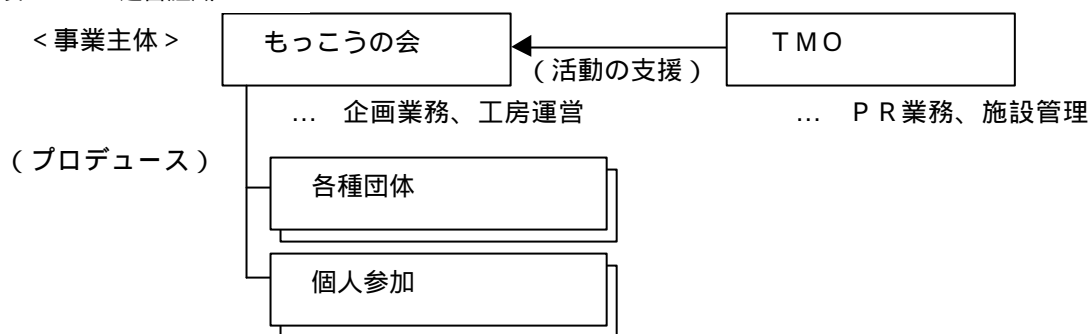 <事業主体>
もっこうの会
TMO
(活動の支援)
… 企画業務、工房運営
… PR業務、施設管理
(プロデュース)
各種団体
個人参加